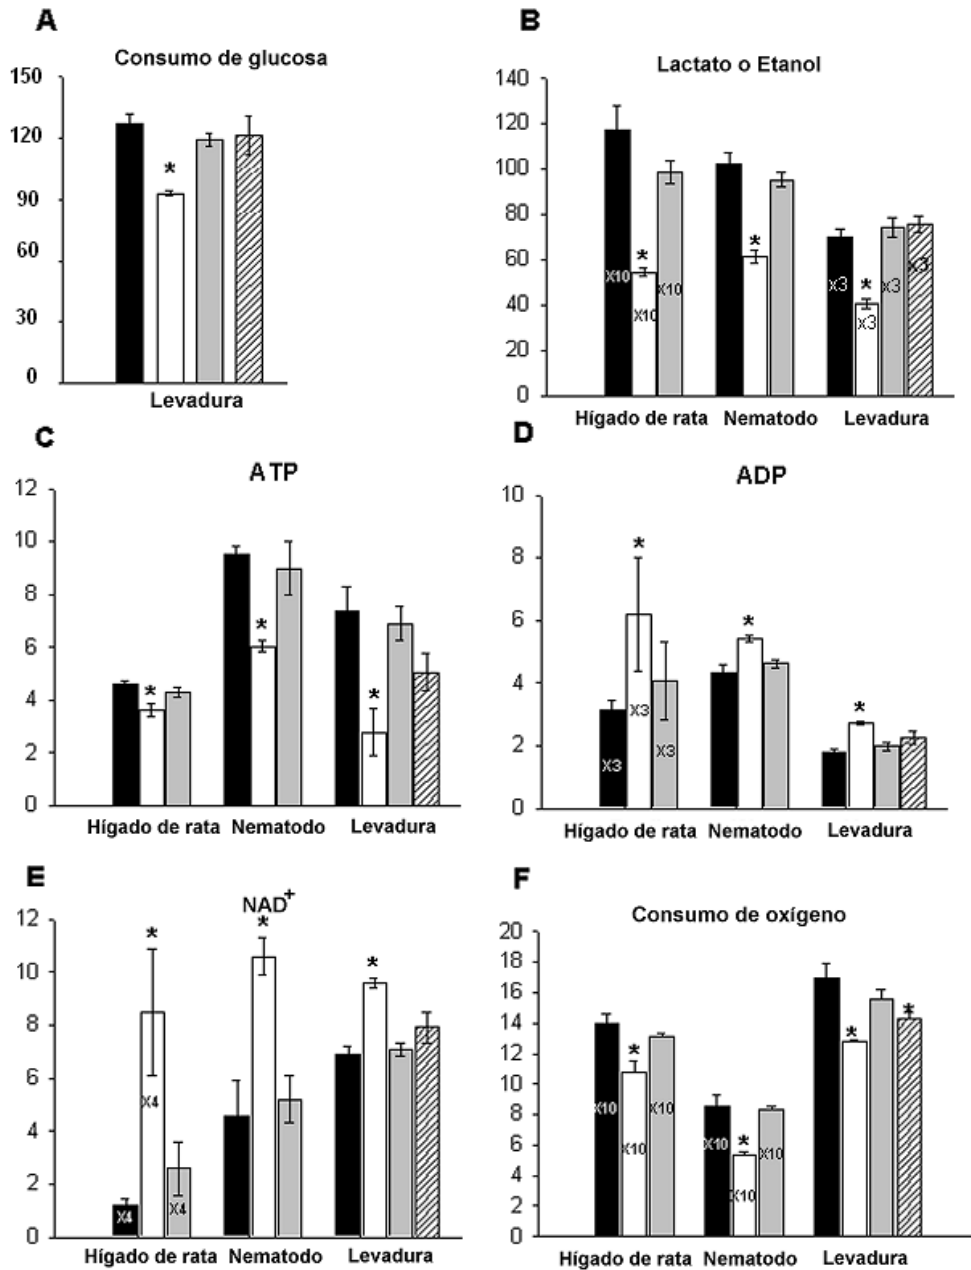 A
Consumo de glucosa
150
120
90
60
30
0
*
Levadura
B
Lactato o Etanol
140
120
100
80
60
40
20
0
* * *
X10 X10 X10 x3 x3 x3 x3
Hígado de rata Nematodo Levadura
C
ATP
12
10
8
6
4
2
0
* * *
Hígado de rata Nematodo Levadura
D
ADP
10
8
6
4
2
0
* * *
X3 X3 X3
Hígado de rata Nematodo Levadura
E
NAD+
12
10
8
6
4
2
0
* * *
X4 X4 X4
Hígado de rata Nematodo Levadura
F
Consumo de oxígeno
20
18
16
14
12
10
8
6
4
2
0
* * * *
X10 X10 X10 X10 X10 X10
Hígado de rata Nematodo Levadura